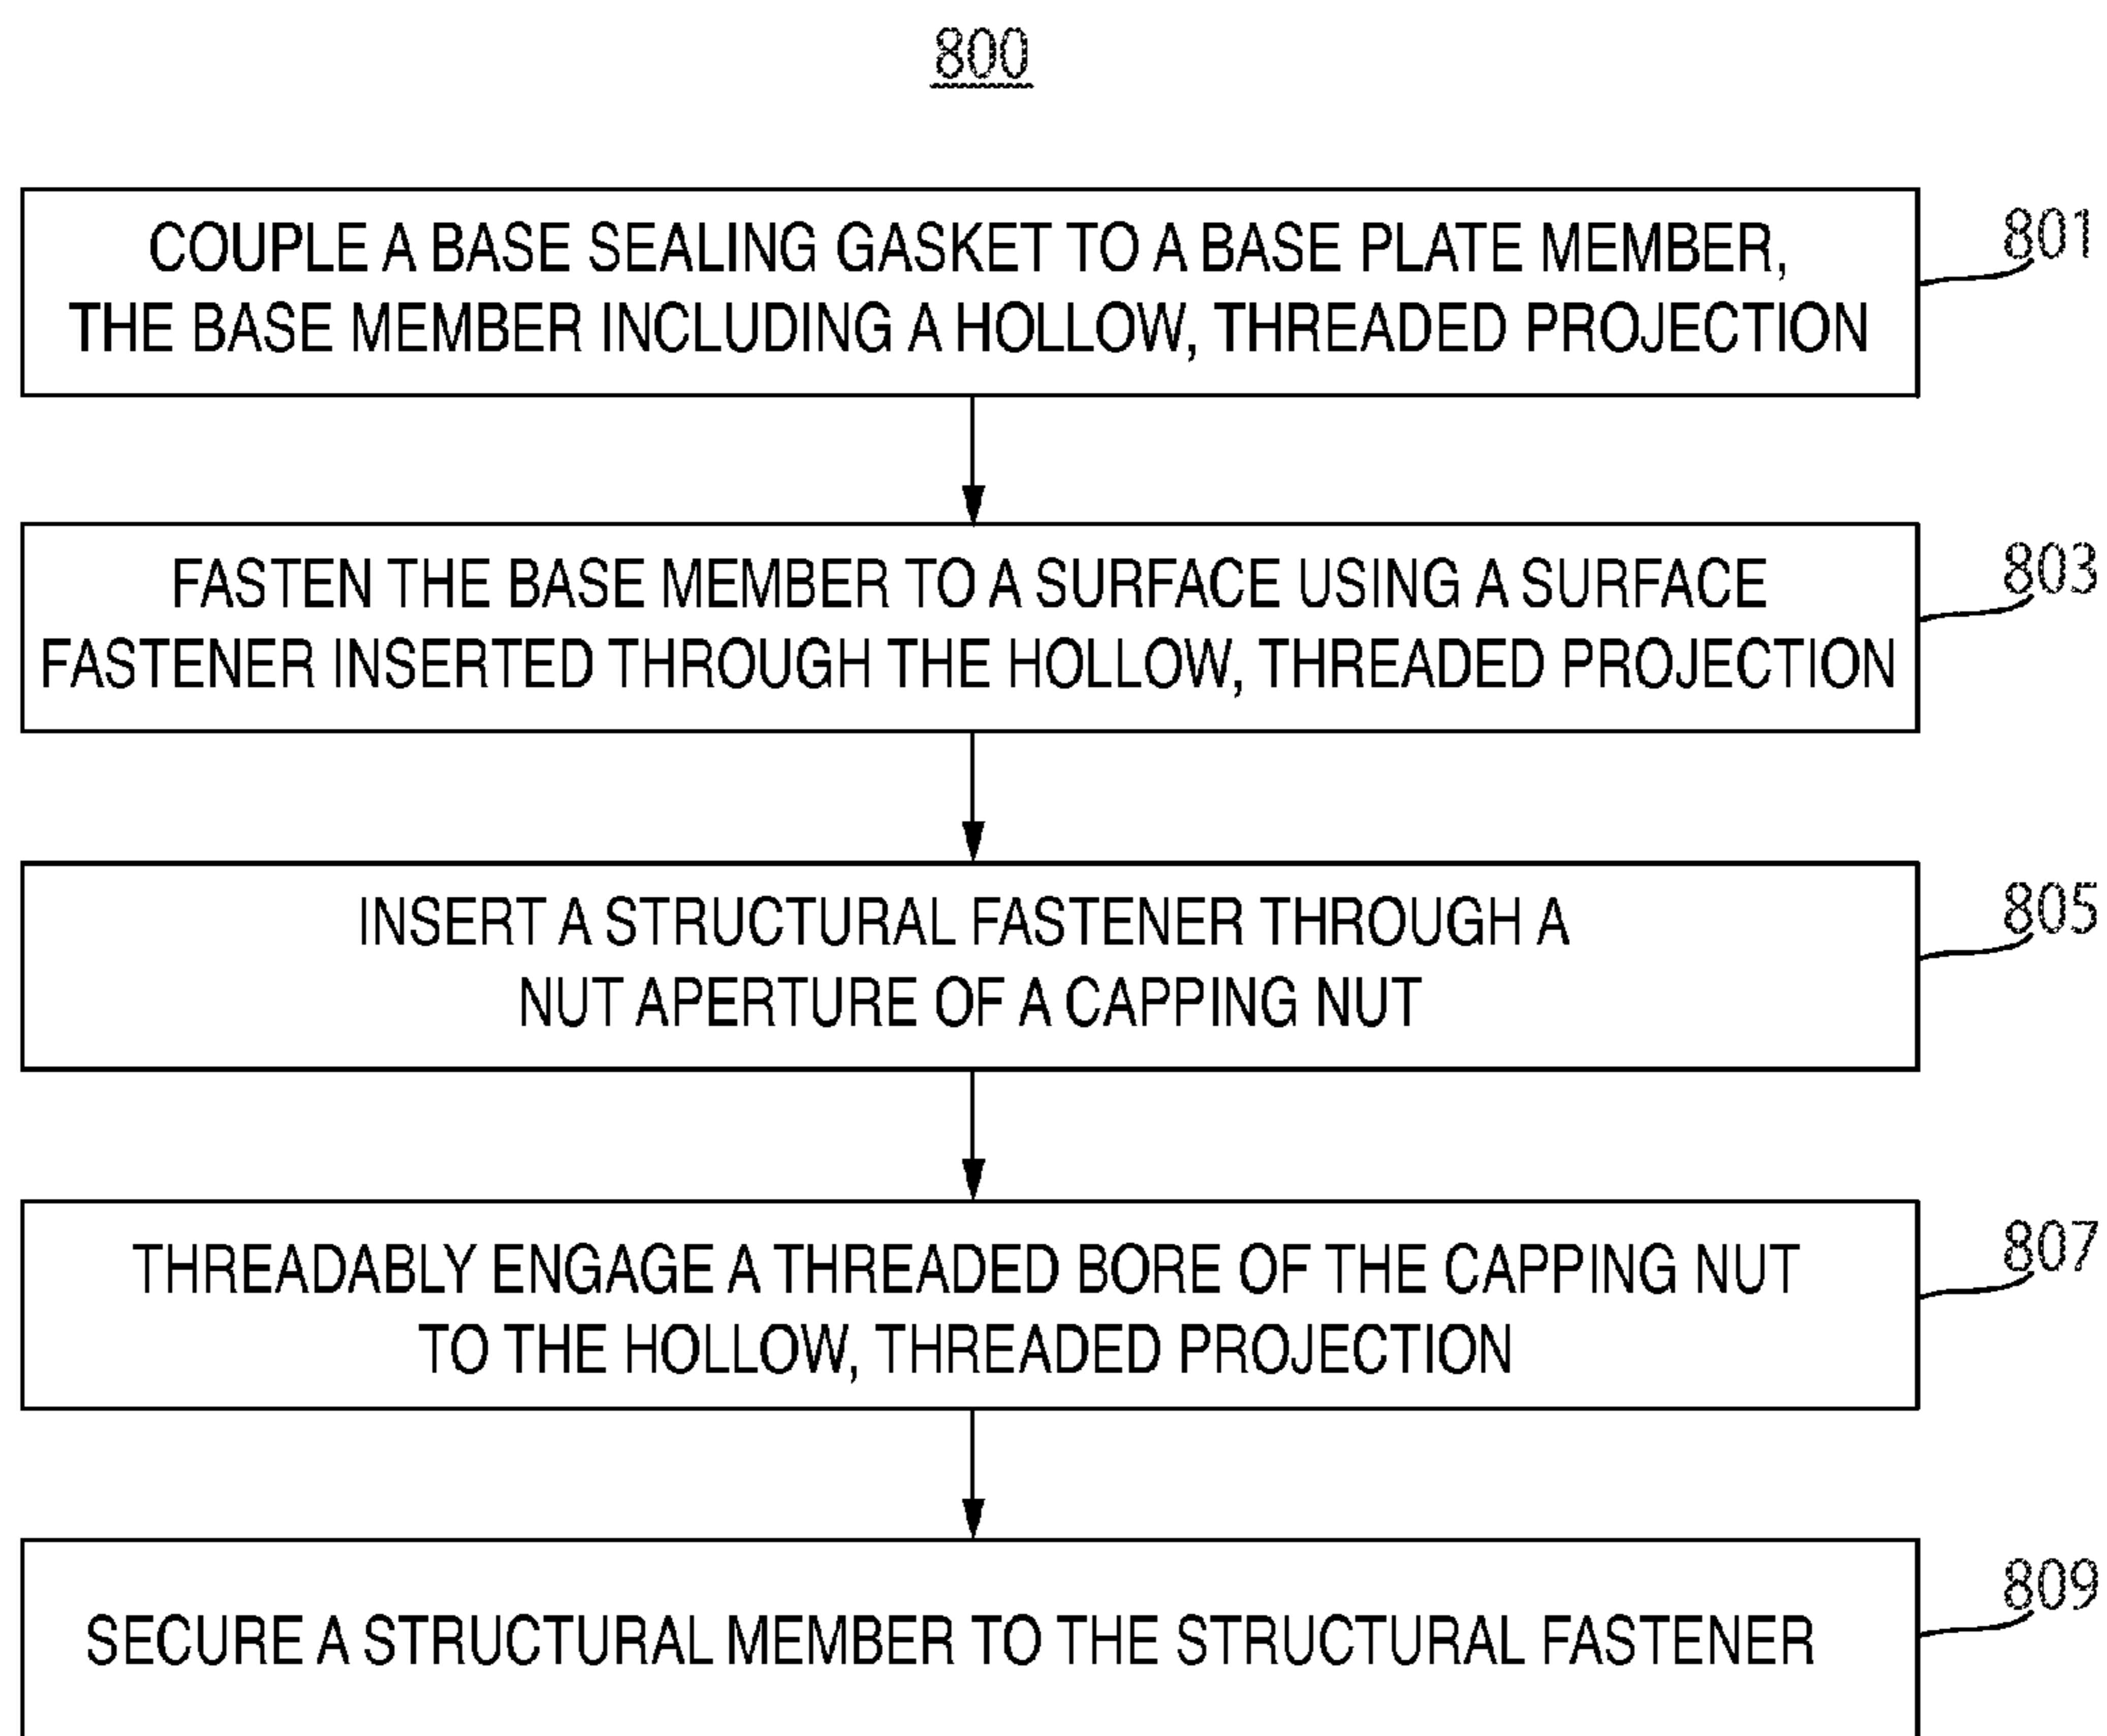 800
COUPLE A BASE SEALING GASKET TO A BASE PLATE MEMBER,
THE BASE MEMBER INCLUDING A HOLLOW, THREADED PROJECTION
801
FASTEN THE BASE MEMBER TO A SURFACE USING A SURFACE
FASTENER INSERTED THROUGH THE HOLLOW, THREADED PROJECTION
803
INSERT A STRUCTURAL FASTENER THROUGH A
NUT APERTURE OF A CAPPING NUT
805
THREADABLY ENGAGE A THREADED BORE OF THE CAPPING NUT
TO THE HOLLOW, THREADED PROJECTION
807
SECURE A STRUCTURAL MEMBER TO THE STRUCTURAL FASTENER
809